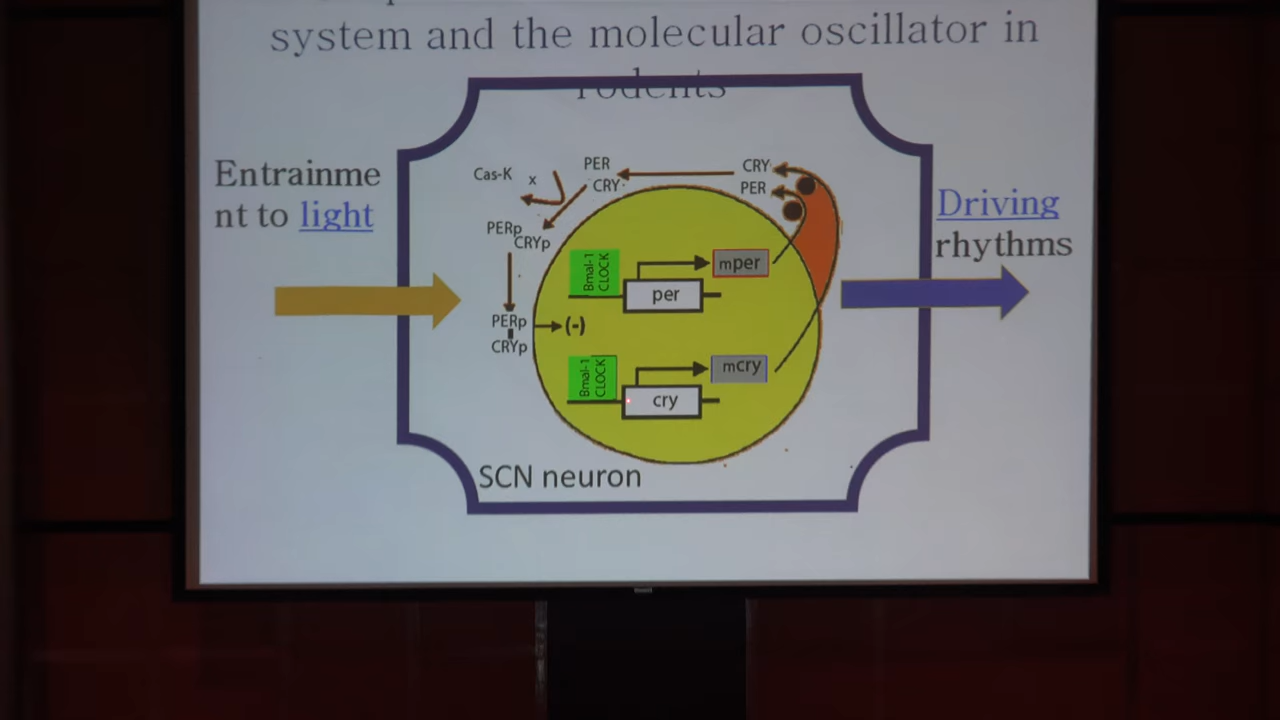 system and the molecular oscillator in
rodents
Entrainme
nt to light
Driving
rhythms
Cas-K
x
PER
CRY
CRY
PER
PERp
CRYp
Bmal-1
CLOCK
mper
per
PERp
CRYp
(-)
Bmal-1
CLOCK
mcry
cry
SCN neuron